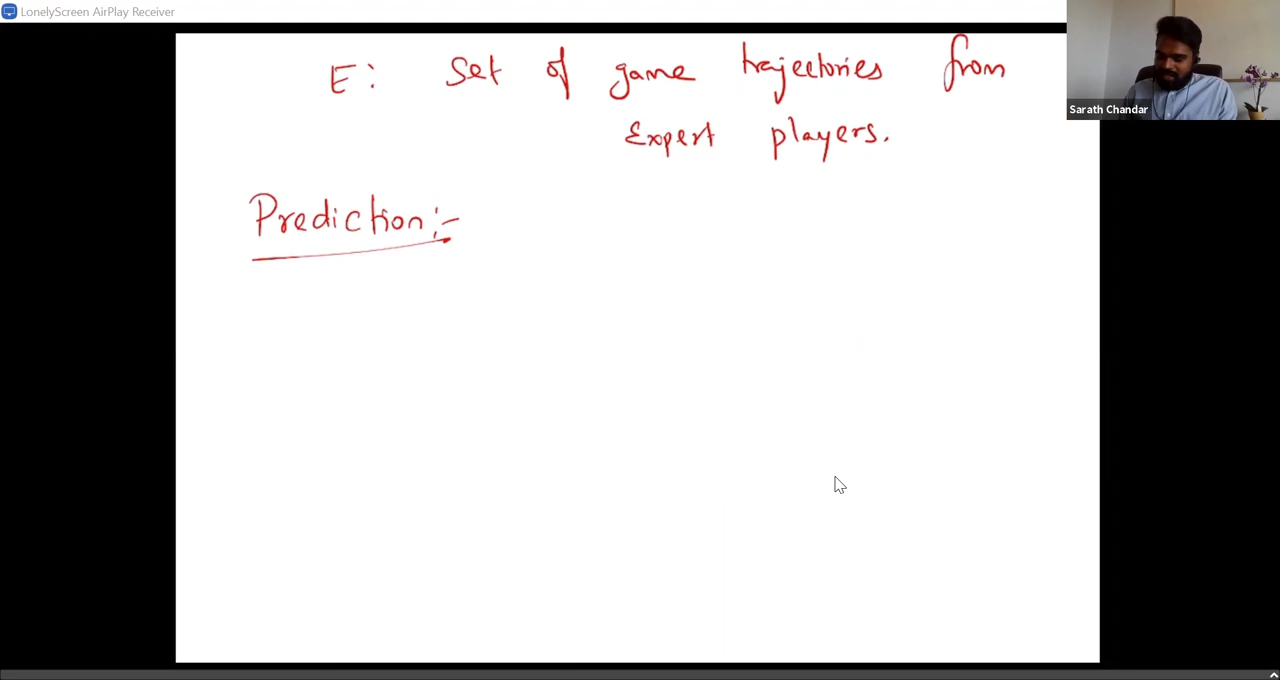 LonelyScreen AirPlay Receiver
E: Set of game trajectories from
Expert players.
Sarath Chandar
Prediction:-